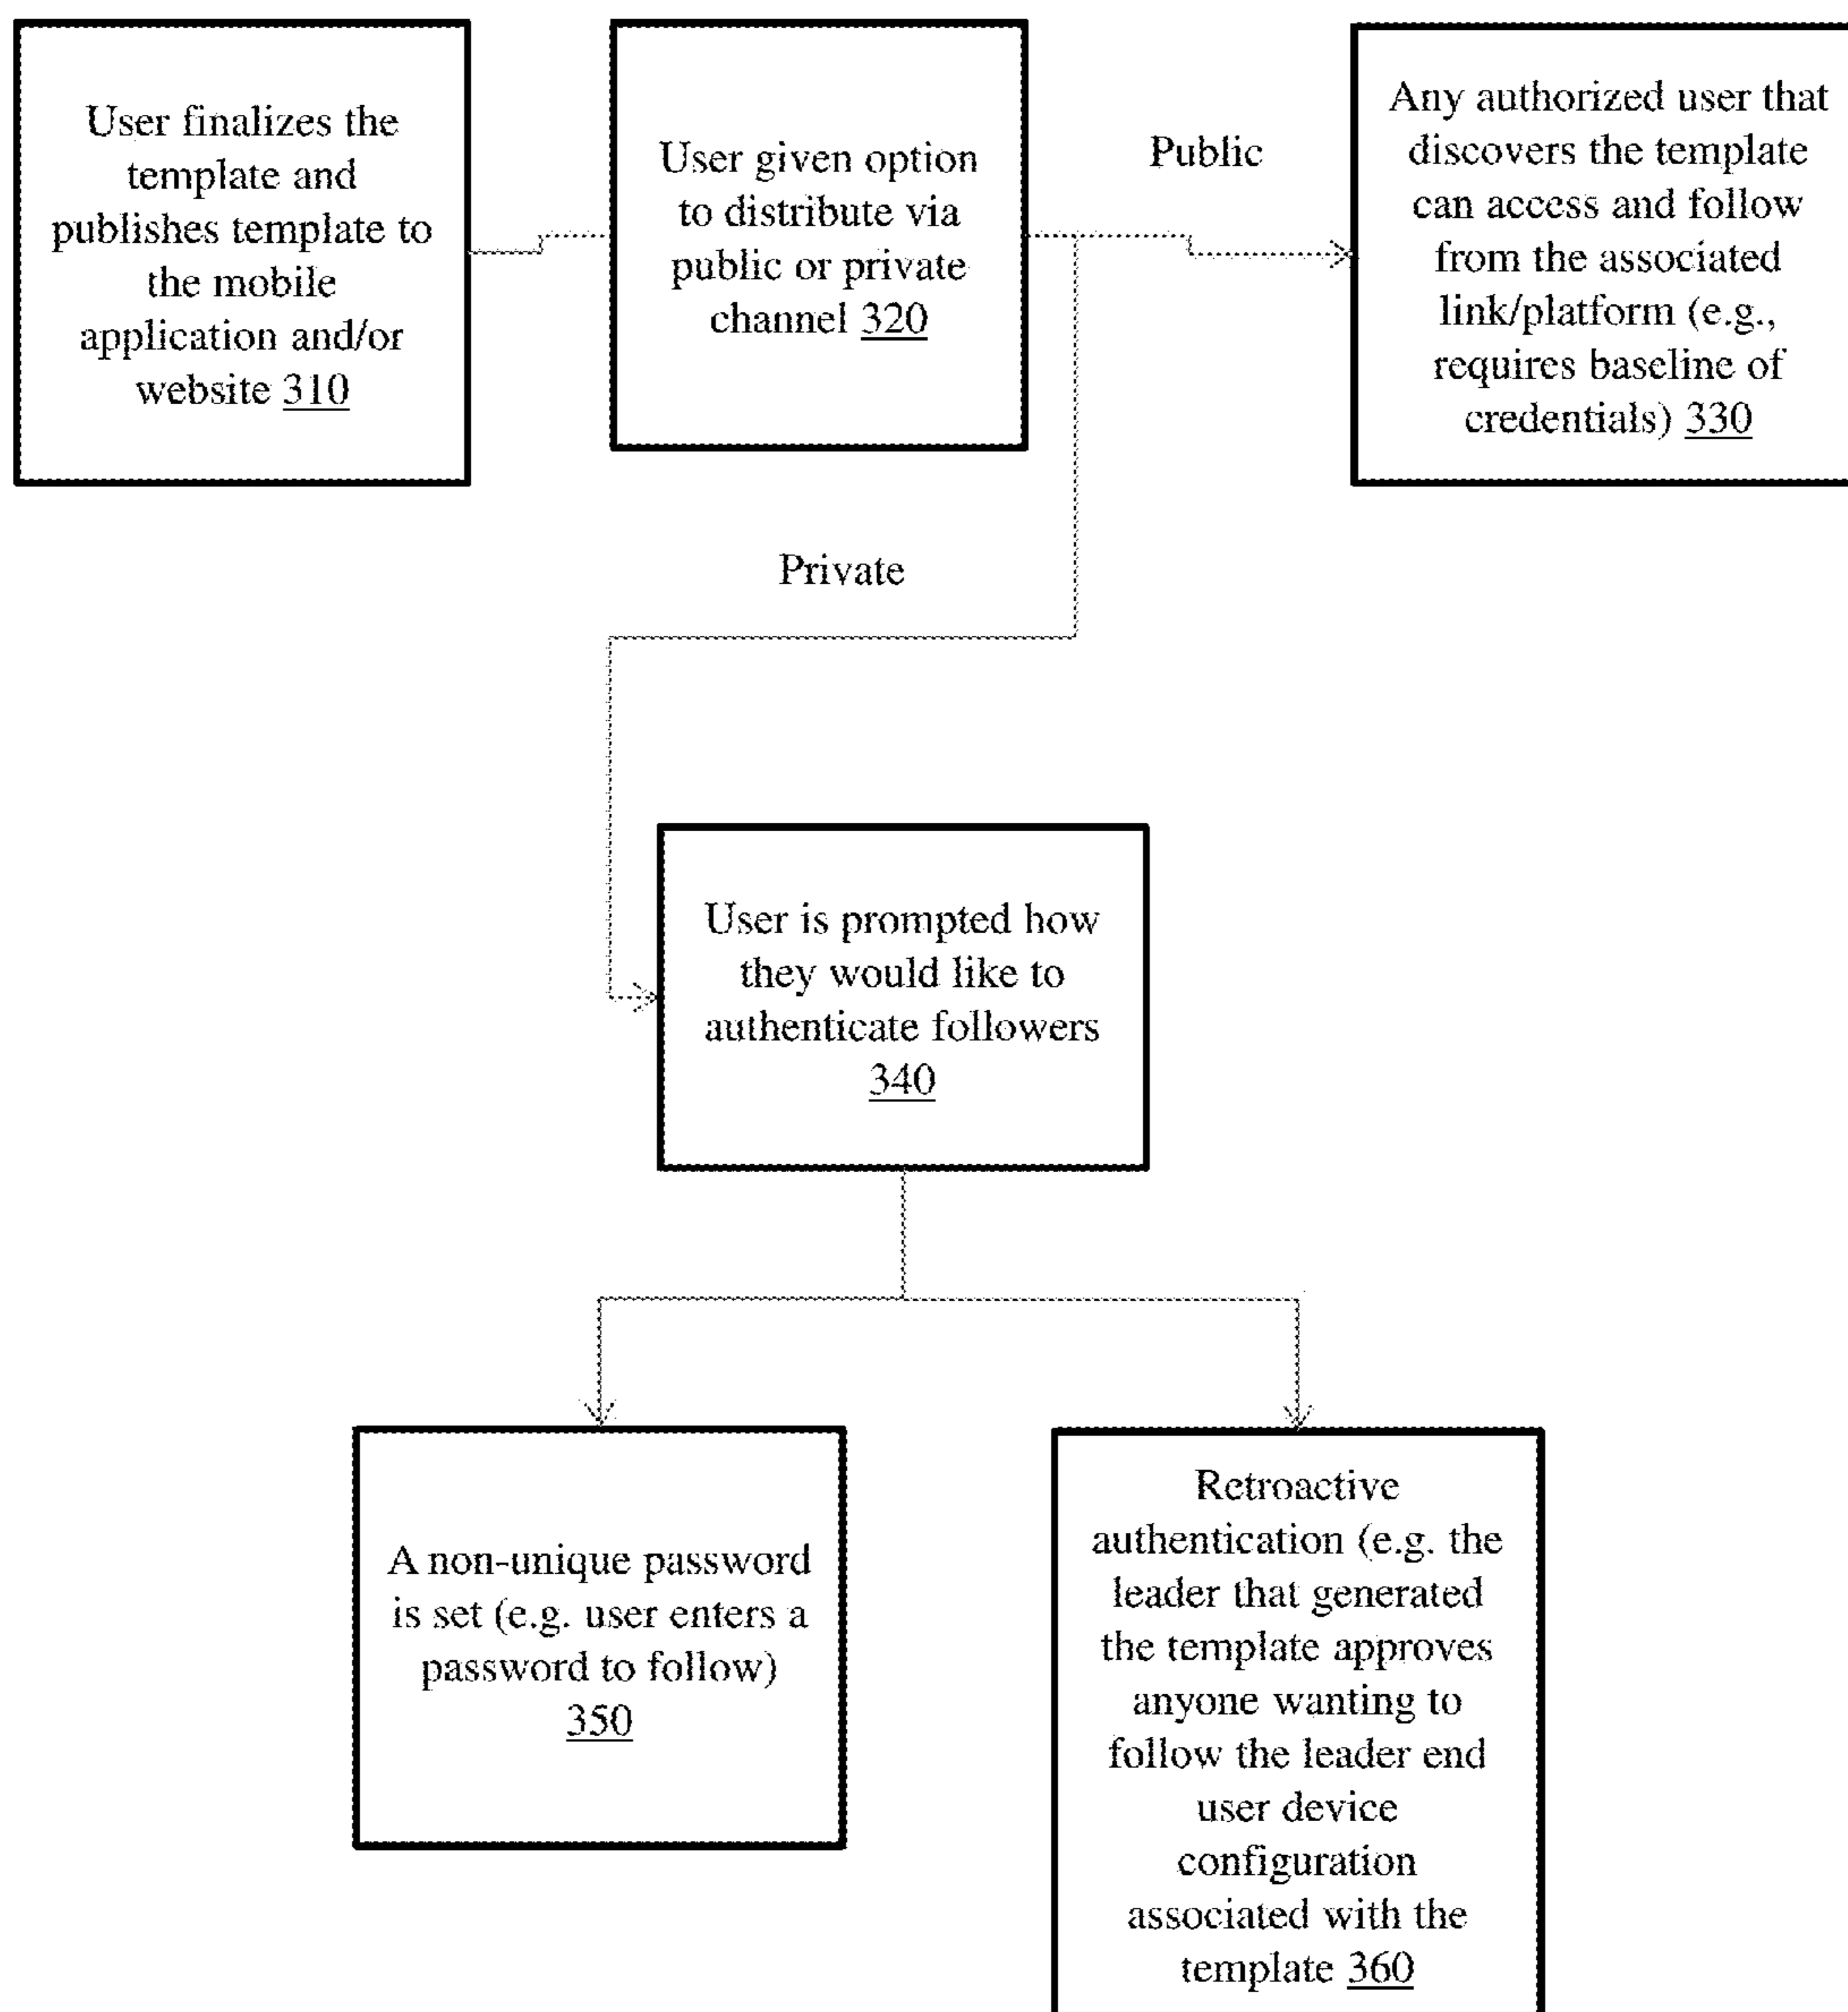 User finalizes the
template and
publishes template to
the mobile
application and/or
website 310
User given option
to distribute via
public or private
channel 320
Public
Any authorized user that
discovers the template
can access and follow
from the associated
link/platform (e.g.,
requires baseline of
credentials) 330
Private
User is prompted how
they would like to
authenticate followers
340
A non-unique password
is set (e.g. user enters a
password to follow)
350
Retroactive
authentication (e.g. the
leader that generated
the template approves
anyone wanting to
follow the leader end
user device
configuration
associated with the
template 360